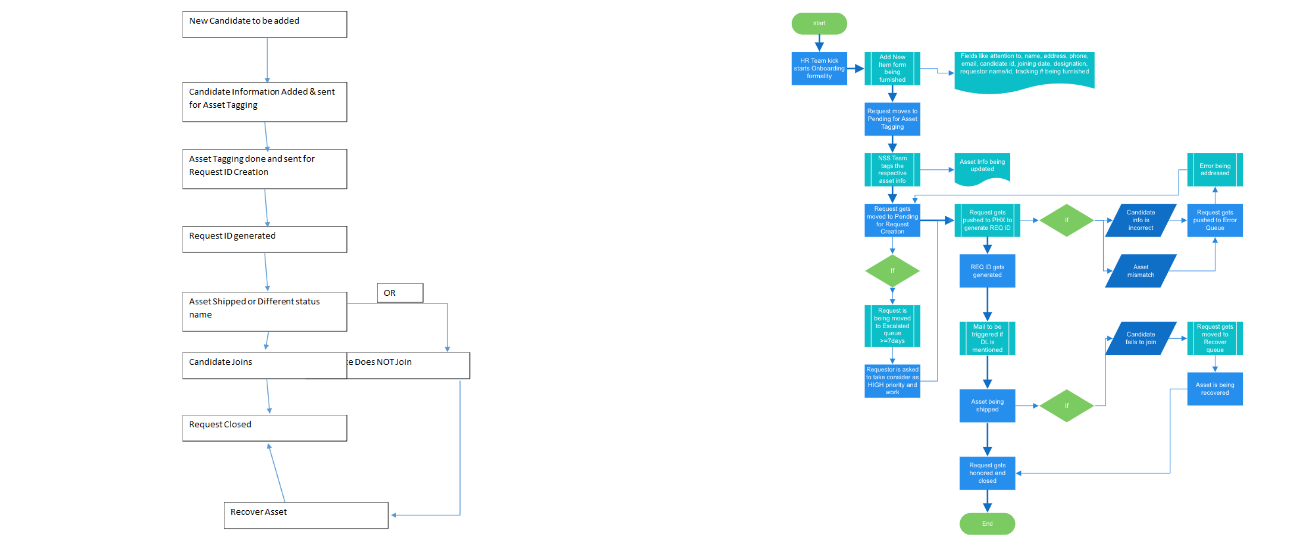 New Candidate to be added
Candidate Information Added & sent
for Asset Tagging
Asset Tagging done and sent for
Request ID Creation
Request ID generated
Asset Shipped or Different status
name
OR
Candidate Joins
te Does NOT Join
Request Closed
Recover Asset
start
HR Team kick
starts Onboarding
formality
Add New
Item form
being
furnished
Fields like attention to, name, address, phone,
email, candidate id, joining date, designation,
requestor name/id, tracking # being furnished
Request moves to
Pending for Asset
Tagging
NSS Team
tags the
respective
asset info
Asset Info being
updated
Error being
addressed
Request gets
moved to Pending
for Request
Creation
Request gets
pushed to PHX to
generate REQ ID
If
Candidate
info is
incorrect
Request gets
pushed to Error
Queue
If
REQ ID gets
generated
Asset
mismatch
Request is
being moved
to Escalated
queue
>=7days
Mail to be
triggered if
DL is
mentioned
Candidate
fails to join
Request gets
moved to
Recover
queue
Requestor is asked
to take consider as
HIGH priority and
work
Asset being
shipped
If
Asset is being
recovered
Request gets
honored and
closed
End